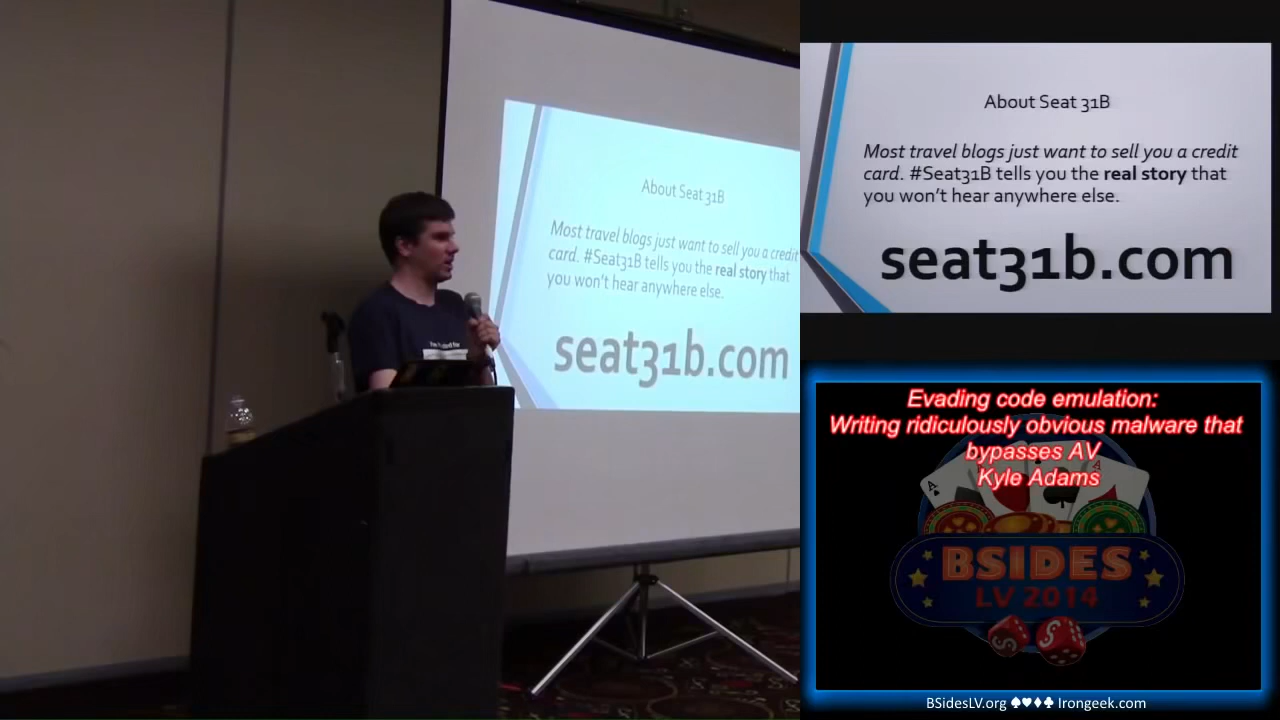 About Seat 31B
Most travel blogs just want to sell you a credit
card. #Seat31B tells you the real story that
you won't hear anywhere else.
seat31b.com
About Seat 31B
Most travel blogs just want to sell you a credit
card. #Seat31B tells you the real story that
you won't hear anywhere else.
seat31b.com
Evading code emulation:
Writing ridiculously obvious malware that
bypasses AV
Kyle Adams
BSIDES
LV 2014
BSidesLV.org ♠♥♦♣ Irongeek.com